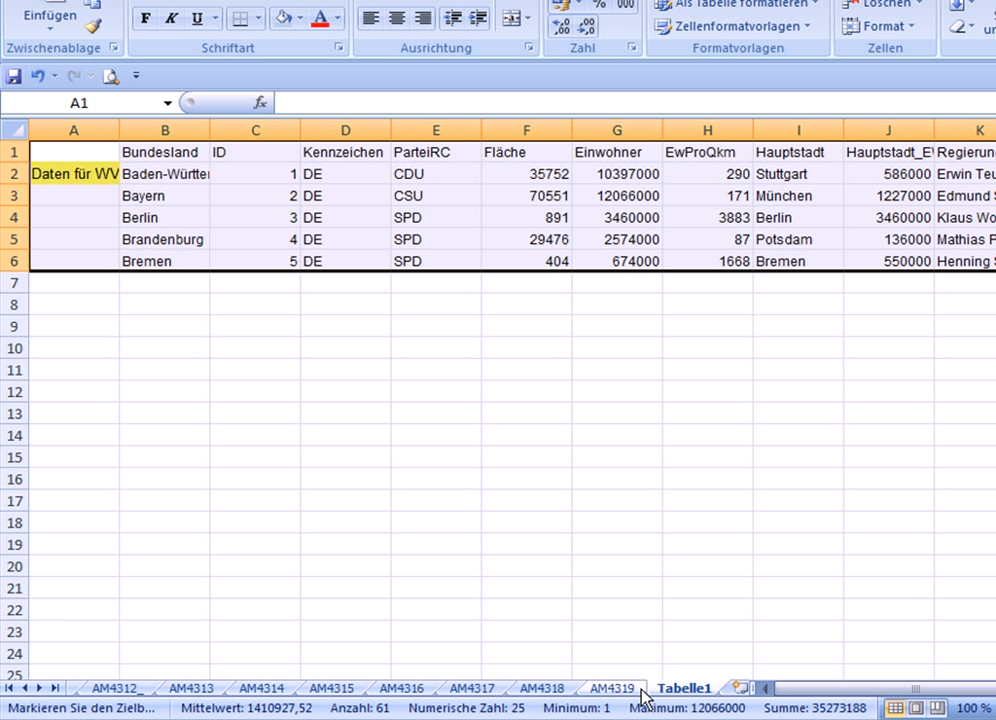 Als Tabelle formatieren
Löschen
Einfügen
F K U A
000
Zellenformatvorlagen
Format
Zwischenablage
Schriftart
Ausrichtung
Zahl
Formatvorlagen
Zellen
A1
fx
A B C D E F G H I J K
1 Bundesland ID Kennzeichen ParteiRC Fläche Einwohner EwProQkm Hauptstadt Hauptstadt_E Regierun
2 Daten für WV Baden-Württe 1 DE CDU 35752 10397000 290 Stuttgart 586000 Erwin Teu
3 Bayern 2 DE CSU 70551 12066000 171 München 1227000 Edmund S
4 Berlin 3 DE SPD 891 3460000 3883 Berlin 3460000 Klaus Wo
5 Brandenburg 4 DE SPD 29476 2574000 87 Potsdam 136000 Mathias P
6 Bremen 5 DE SPD 404 674000 1668 Bremen 550000 Henning S
7
8
9
10
11
12
13
14
15
16
17
18
19
20
21
22
23
24
25
AM4312_ AM4313 AM4314 AM4315 AM4316 AM4317 AM4318 AM4319 Tabelle1
Markieren Sie den Zielb... Mittelwert: 1410927,52 Anzahl: 61 Numerische Zahl: 25 Minimum: 1 Maximum: 12066000 Summe: 35273188 100 %